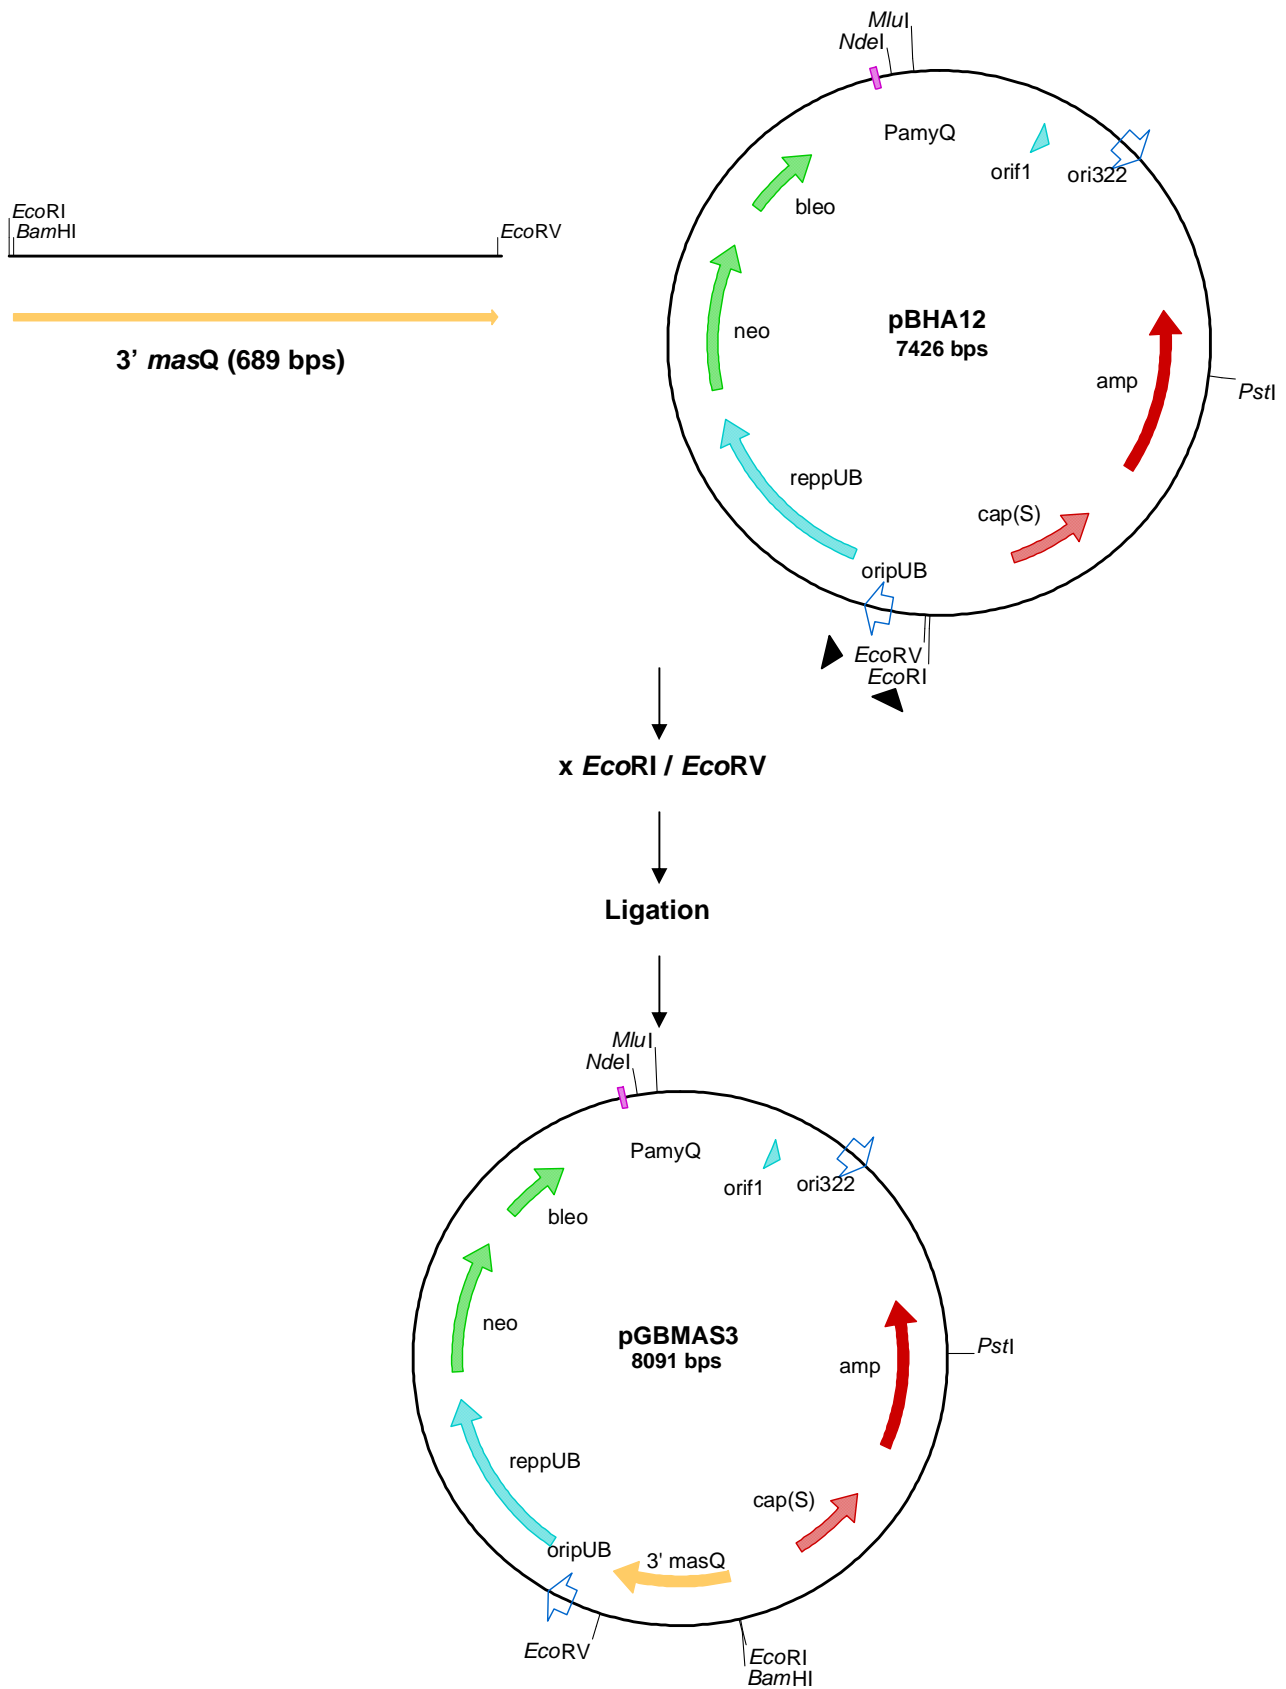 MluI
NdeI
PamyQ
orif1
ori322
bleo
EcoRI
BamHI
EcoRV
pBHA12
7426 bps
neo
3' masQ (689 bps)
amp
PstI
reppUB
cap(S)
oripUB
EcoRV
EcoRI
x EcoRI / EcoRV
Ligation
MluI
NdeI
PamyQ
orif1
ori322
bleo
neo
pGBMAS3
8091 bps
PstI
amp
reppUB
cap(S)
oripUB
3' masQ
EcoRV
EcoRI
BamHI